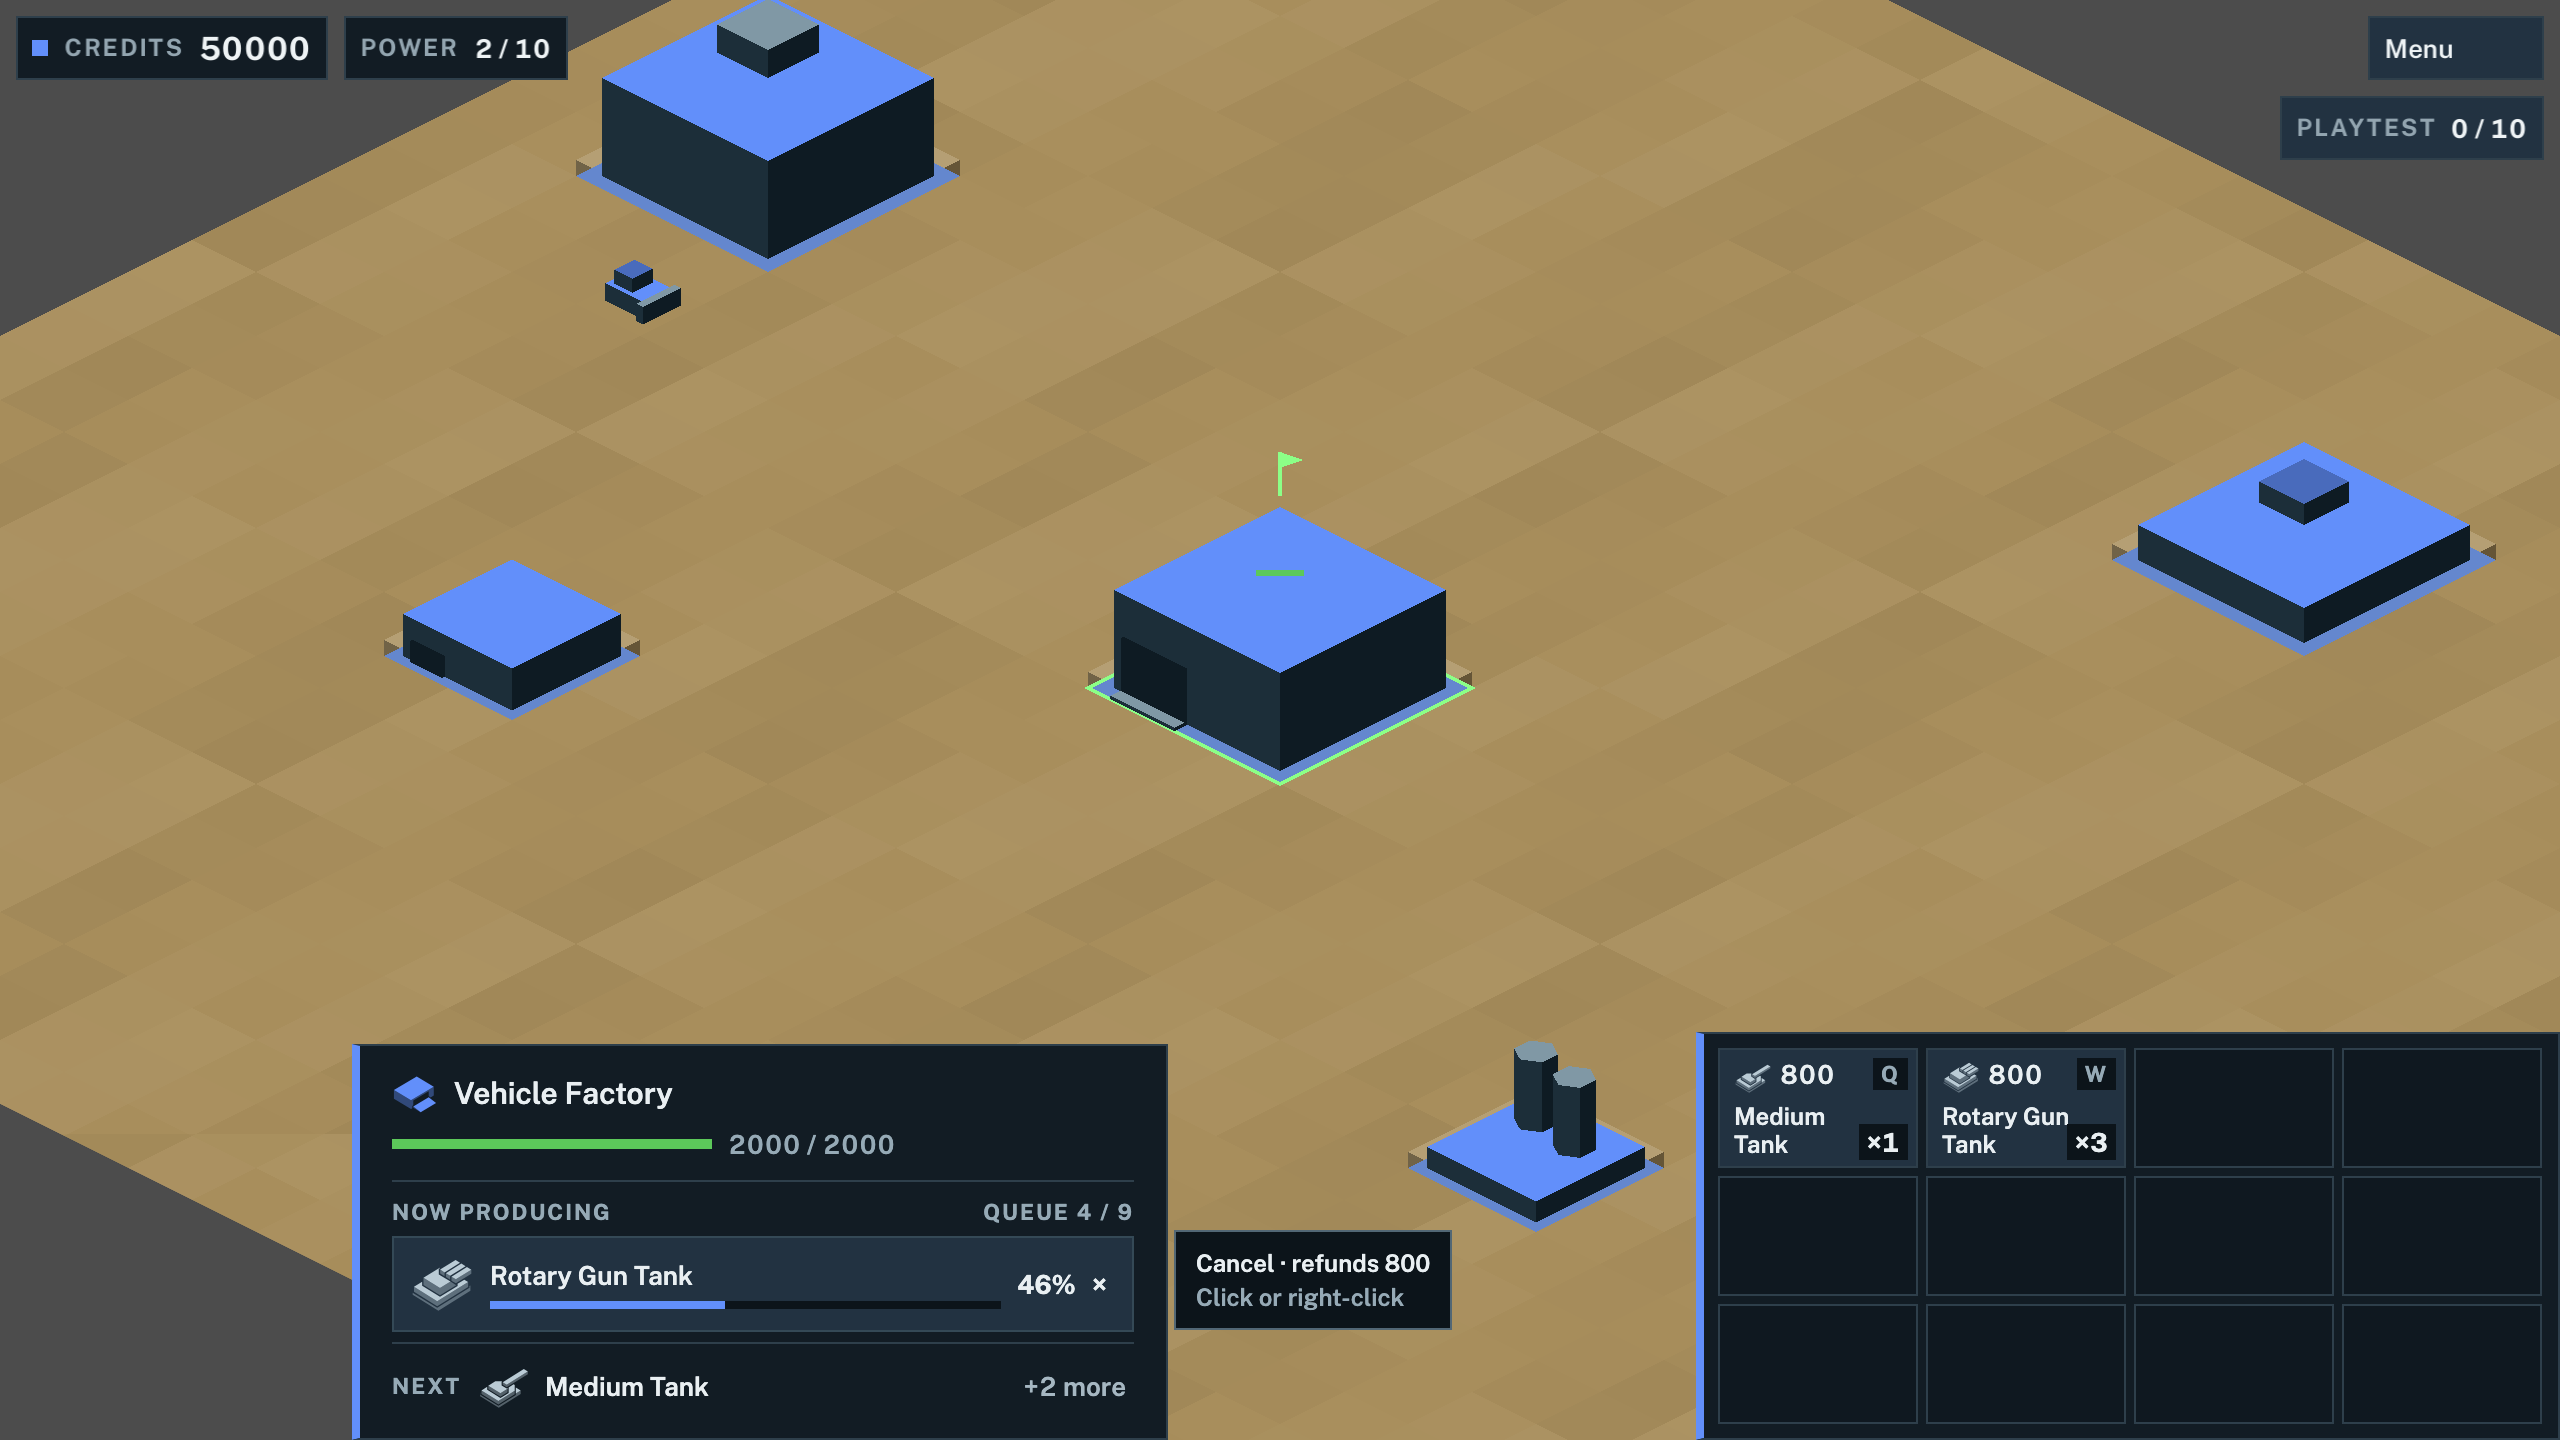 CREDITS 50000
POWER 2 / 10
Menu
PLAYTEST 0 / 10
Vehicle Factory
2000 / 2000
NOW PRODUCING
QUEUE 4 / 9
Rotary Gun Tank
46% ×
NEXT
Medium Tank
+2 more
Cancel · refunds 800
Click or right-click
800 Q
Medium
Tank ×1
800 W
Rotary Gun
Tank ×3